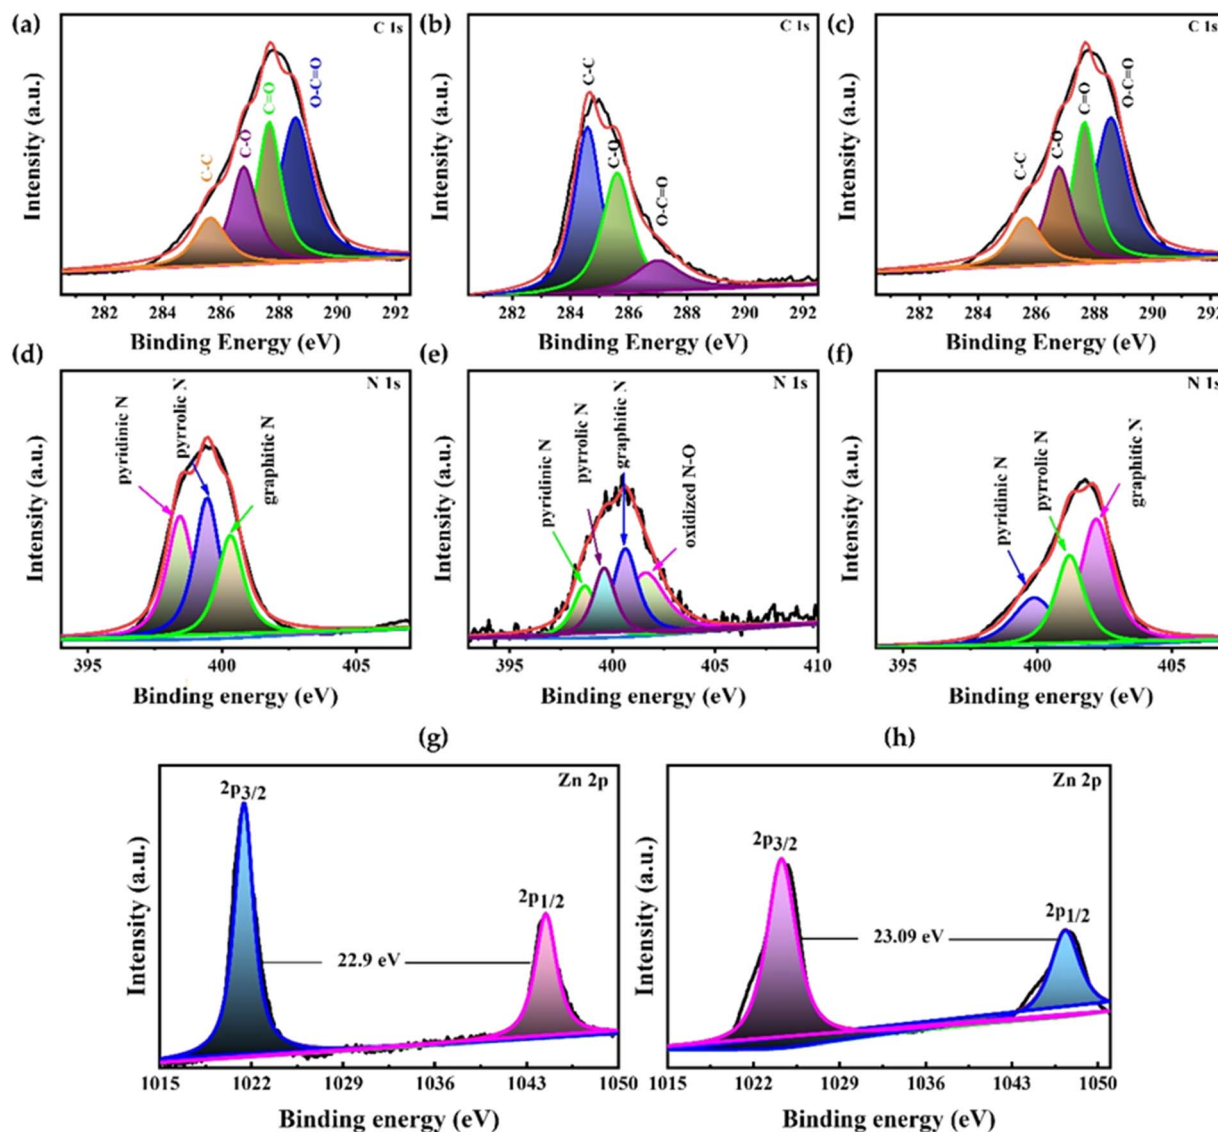 (a)
C 1s
C-C
C-O
C=O
O-C=O
Intensity (a.u.)
282 284 286 288 290 292
Binding Energy (eV)
(b)
C 1s
C-C
C-O
O-C=O
Intensity (a.u.)
282 284 286 288 290 292
Binding Energy (eV)
(c)
C 1s
C-C
C-O
C=O
O-C=O
Intensity (a.u.)
282 284 286 288 290 292
Binding Energy (eV)
(d)
N 1s
pyridinic N
pyrrolic N
graphitic N
Intensity (a.u.)
395 400 405
Binding energy (eV)
(e)
N 1s
pyridinic N
pyrrolic N
graphitic N
oxidized N-O
Intensity (a.u.)
395 400 405 410
Binding energy (eV)
(f)
N 1s
pyridinic N
pyrrolic N
graphitic N
Intensity (a.u.)
395 400 405
Binding energy (eV)
(g)
Zn 2p
2p3/2
2p1/2
22.9 eV
Intensity (a.u.)
1015 1022 1029 1036 1043 1050
Binding energy (eV)
(h)
Zn 2p
2p3/2
2p1/2
23.09 eV
Intensity (a.u.)
1015 1022 1029 1036 1043 1050
Binding energy (eV)